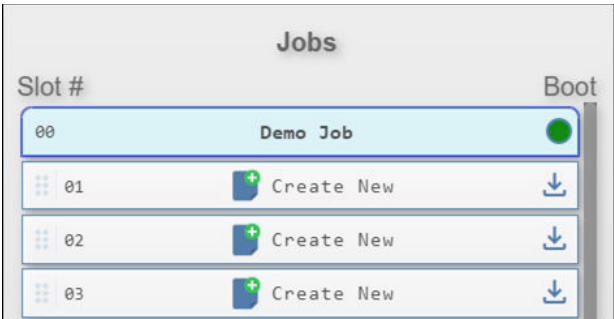 Jobs
Slot # Boot
00 Demo Job
01 Create New
02 Create New
03 Create New